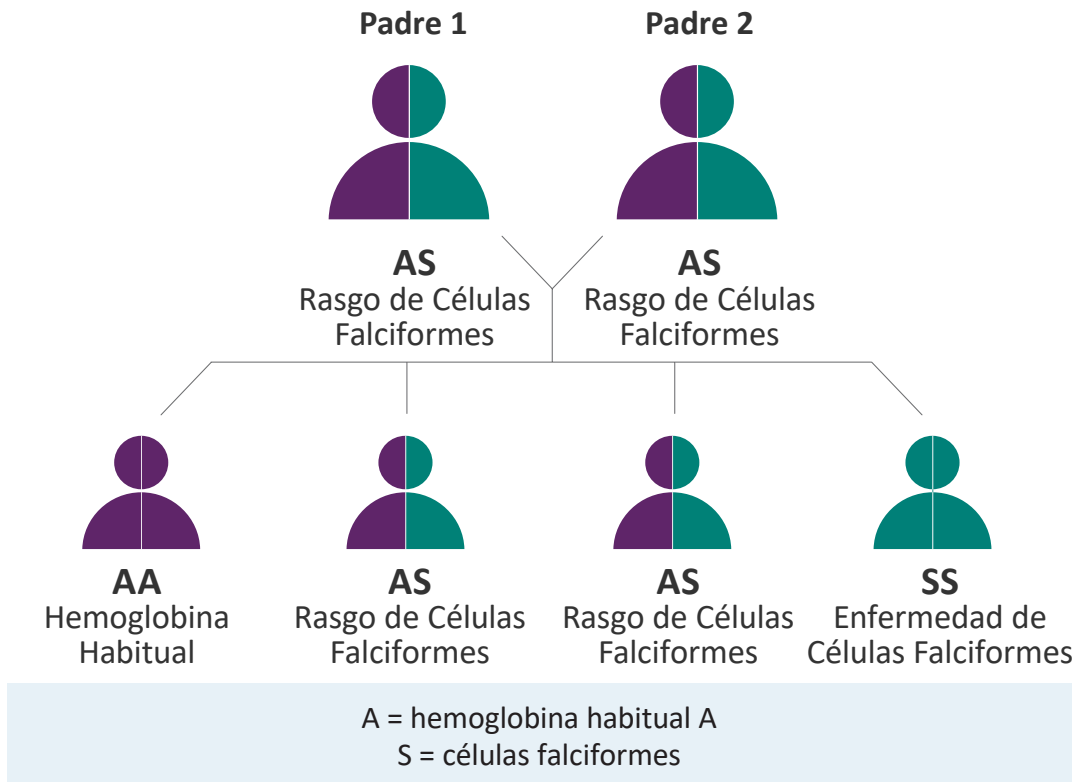 Padre 1
Padre 2
AS
Rasgo de Células
Falciformes
AS
Rasgo de Células
Falciformes
AA
Hemoglobina
Habitual
AS
Rasgo de Células
Falciformes
AS
Rasgo de Células
Falciformes
SS
Enfermedad de
Células Falciformes
A = hemoglobina habitual A
S = células falciformes